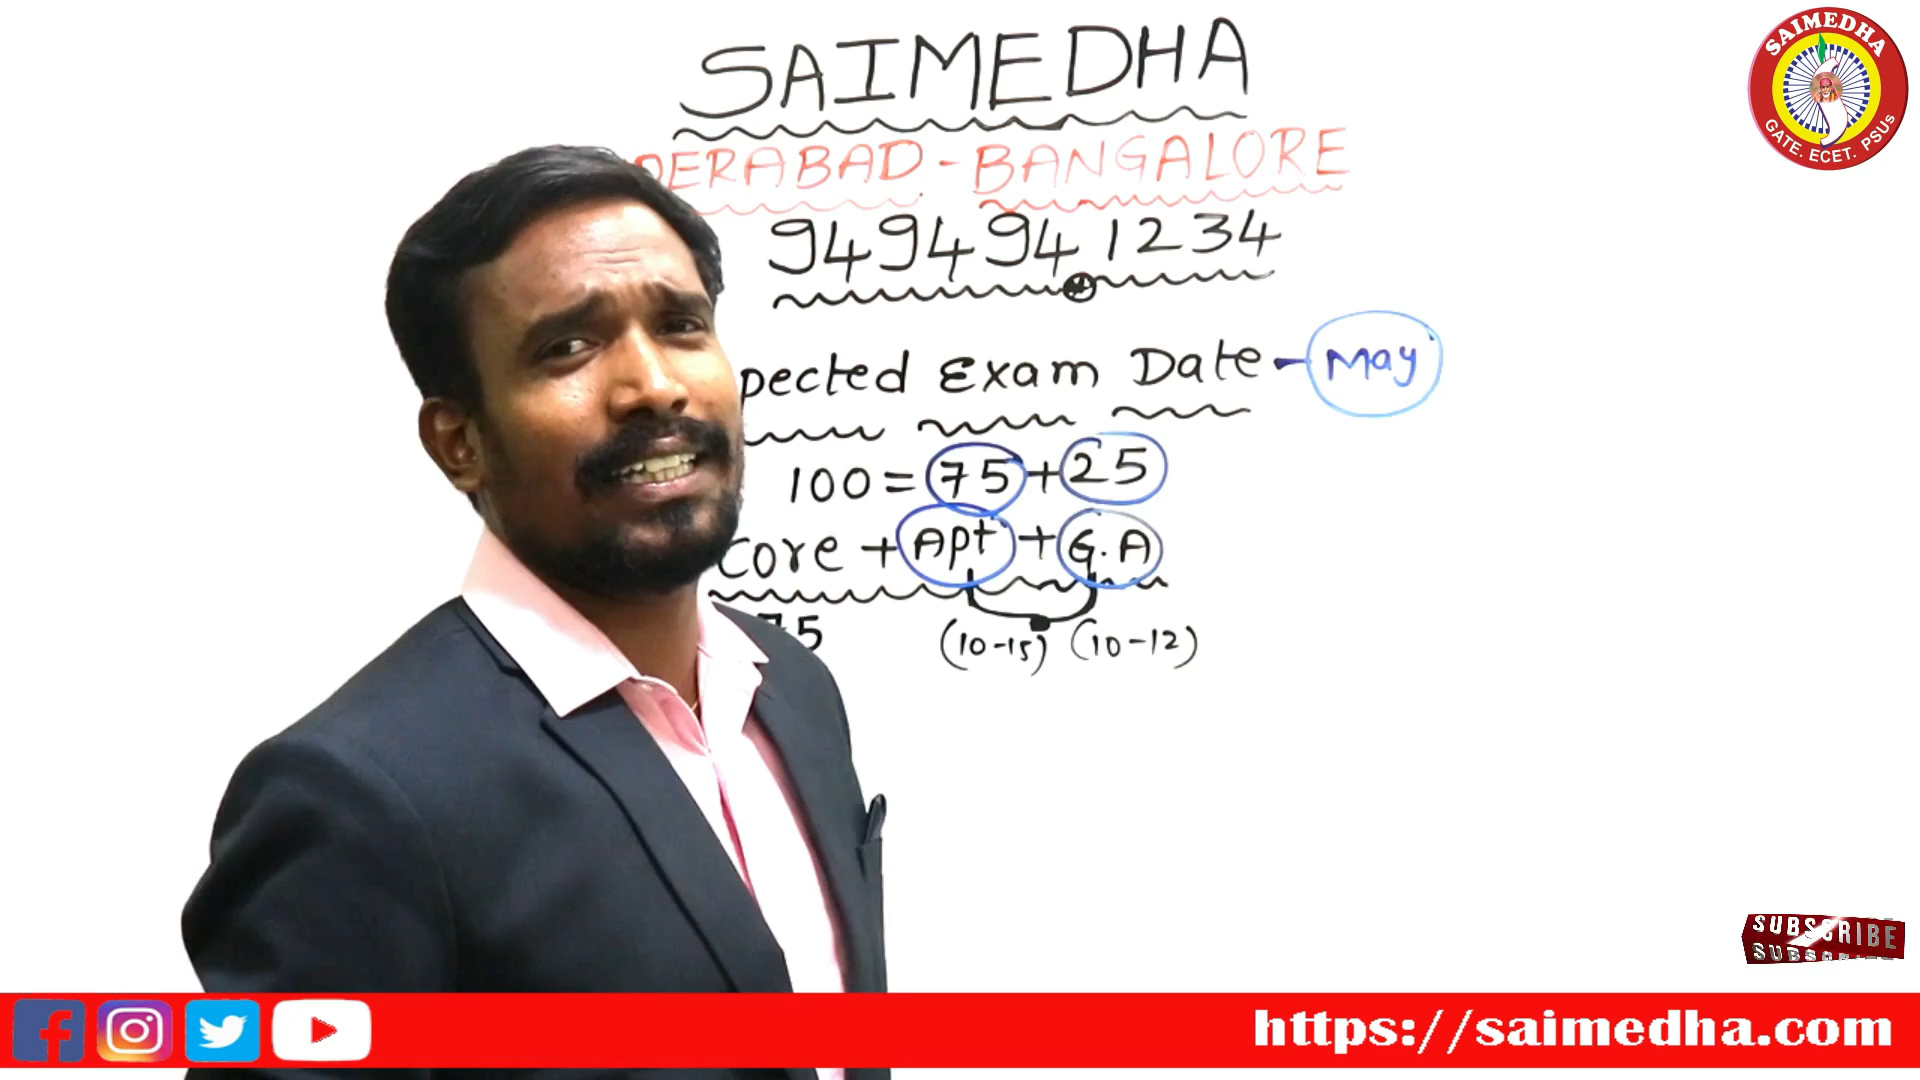 SAIMEDHA
DERABAD - BANGALORE
9494941234
pected Exam Date - May
100 = 75 + 25
core + Apt + G.A
75 (10-15) (10-12)
SAIMEDHA
GATE. ECET. PSUs
SUBSCRIBE
https://saimedha.com